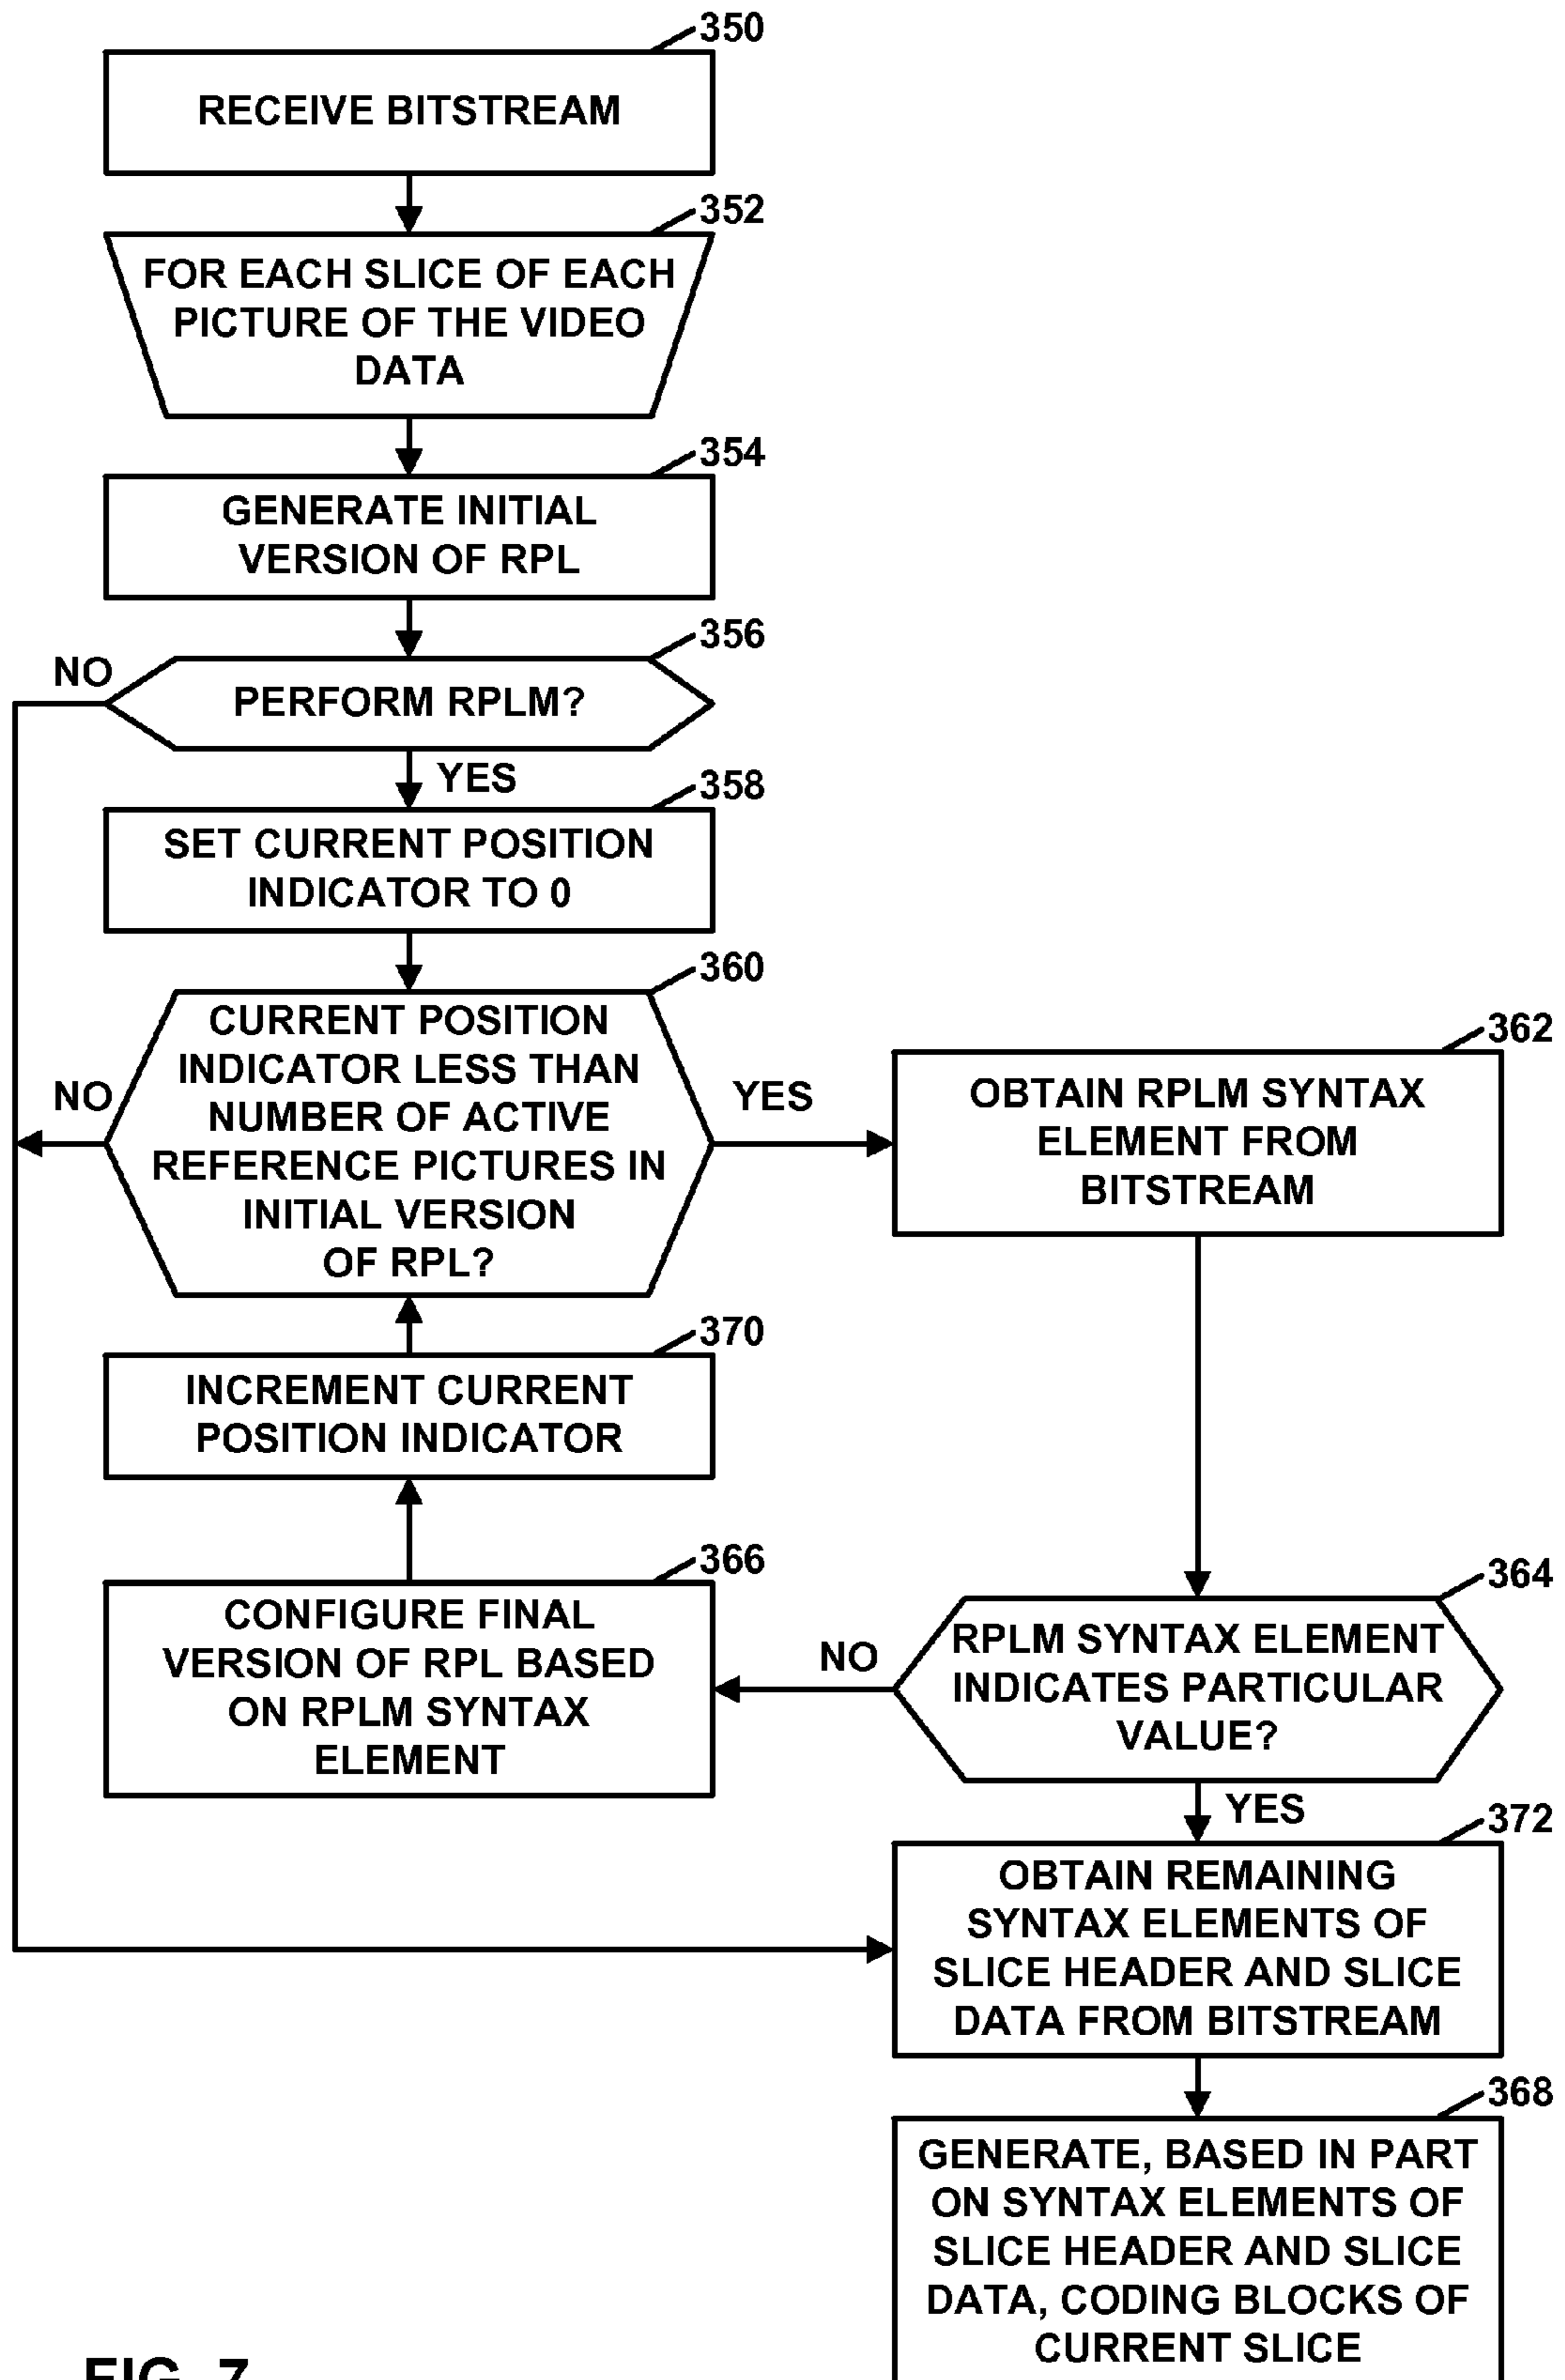 350
RECEIVE BITSTREAM
352
FOR EACH SLICE OF EACH
PICTURE OF THE VIDEO
DATA
354
GENERATE INITIAL
VERSION OF RPL
356
NO
PERFORM RPLM?
YES
358
SET CURRENT POSITION
INDICATOR TO 0
360
CURRENT POSITION
INDICATOR LESS THAN
NUMBER OF ACTIVE
REFERENCE PICTURES IN
INITIAL VERSION
OF RPL?
NO
YES
362
OBTAIN RPLM SYNTAX
ELEMENT FROM
BITSTREAM
370
INCREMENT CURRENT
POSITION INDICATOR
366
CONFIGURE FINAL
VERSION OF RPL BASED
ON RPLM SYNTAX
ELEMENT
364
RPLM SYNTAX ELEMENT
INDICATES PARTICULAR
VALUE?
NO
YES
372
OBTAIN REMAINING
SYNTAX ELEMENTS OF
SLICE HEADER AND SLICE
DATA FROM BITSTREAM
368
GENERATE, BASED IN PART
ON SYNTAX ELEMENTS OF
SLICE HEADER AND SLICE
DATA, CODING BLOCKS OF
CURRENT SLICE
FIG. 7